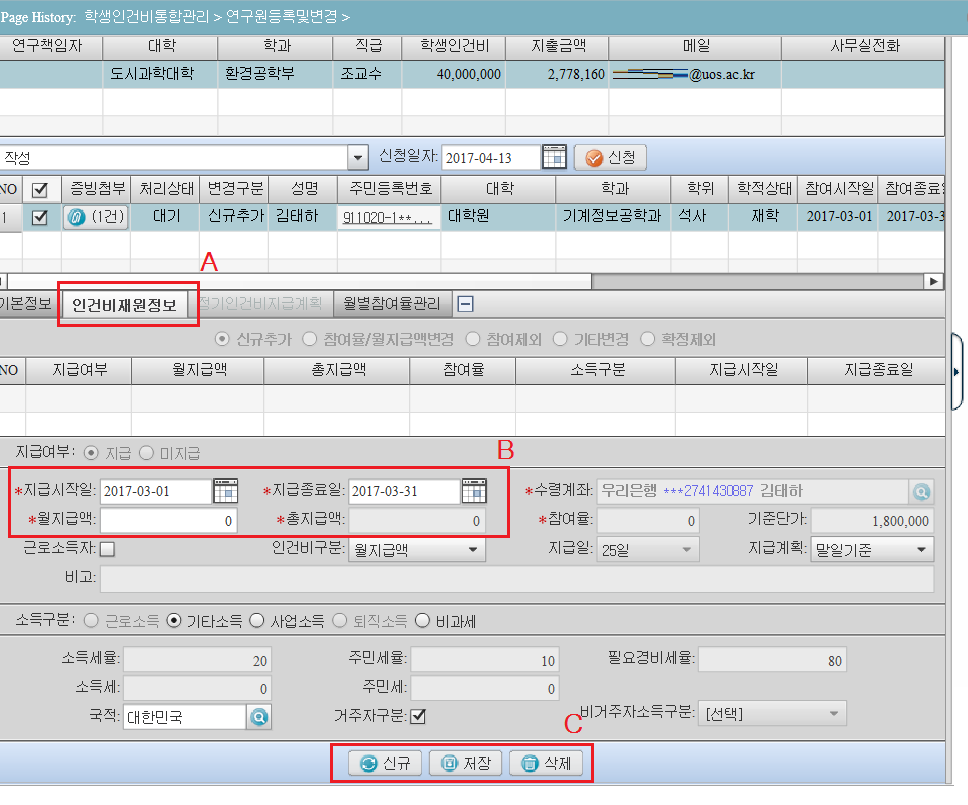 Page History: 학생인건비통합관리 > 연구원등록및변경 >
연구책임자 대학 학과 직급 학생인건비 지출금액 메일 사무실전화
도시과학대학 환경공학부 조교수 40,000,000 2,778,160 @uos.ac.kr
작성 신청일자: 2017-04-13 신청
NO 증빙첨부 처리상태 변경구분 성명 주민등록번호 대학 학과 학위 학적상태 참여시작일 참여종료일
1 (1건) 대기 신규추가 김태하 911020-1**... 대학원 기계정보공학과 석사 재학 2017-03-01 2017-03-3
A
기본정보 인건비재원정보 정기인건비지급계획 월별참여율관리
신규추가 참여율/월지급액변경 참여제외 기타변경 확정제외
NO 지급여부 월지급액 총지급액 참여율 소득구분 지급시작일 지급종료일
지급여부: 지급 미지급
B
*지급시작일: 2017-03-01 *지급종료일: 2017-03-31 *수령계좌: 우리은행 ***2741430887 김태하
*월지급액: 0 *총지급액: 0 *참여율: 0 기준단가: 1,800,000
근로소득자: 인건비구분: 월지급액 지급일: 25일 지급계획: 말일기준
비고:
소득구분: 근로소득 기타소득 사업소득 퇴직소득 비과세
소득세율: 20 주민세율: 10 필요경비세율: 80
소득세: 0 주민세: 0
국적: 대한민국 거주자구분: 비거주자소득구분: [선택]
C
신규 저장 삭제